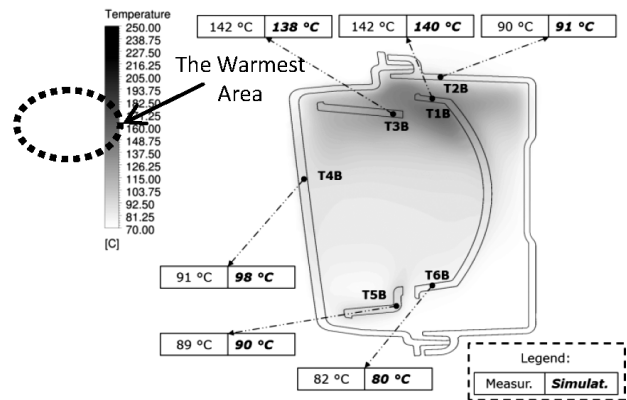 Temperature
250.00
238.75
227.50
216.25
205.00
193.75
182.50
171.25
160.00
148.75
137.50
126.25
115.00
103.75
92.50
81.25
70.00
[C]
The Warmest
Area
142 °C 138 °C
142 °C 140 °C
90 °C 91 °C
T2B
T1B
T3B
T4B
T6B
T5B
91 °C 98 °C
89 °C 90 °C
82 °C 80 °C
Legend:
Measur. Simulat.